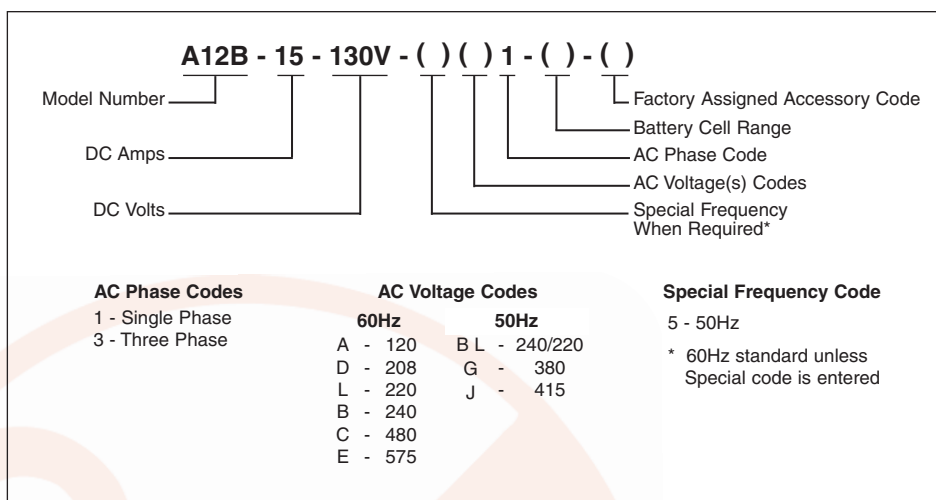 A12B - 15 - 130V - ( ) ( ) 1 - ( ) - ( )
Model Number
DC Amps
DC Volts
Factory Assigned Accessory Code
Battery Cell Range
AC Phase Code
AC Voltage(s) Codes
Special Frequency
When Required*
AC Phase Codes
1 - Single Phase
3 - Three Phase
AC Voltage Codes
60Hz 50Hz
A - 120 B L - 240/220
D - 208 G - 380
L - 220 J - 415
B - 240
C - 480
E - 575
Special Frequency Code
5 - 50Hz
* 60Hz standard unless
Special code is entered